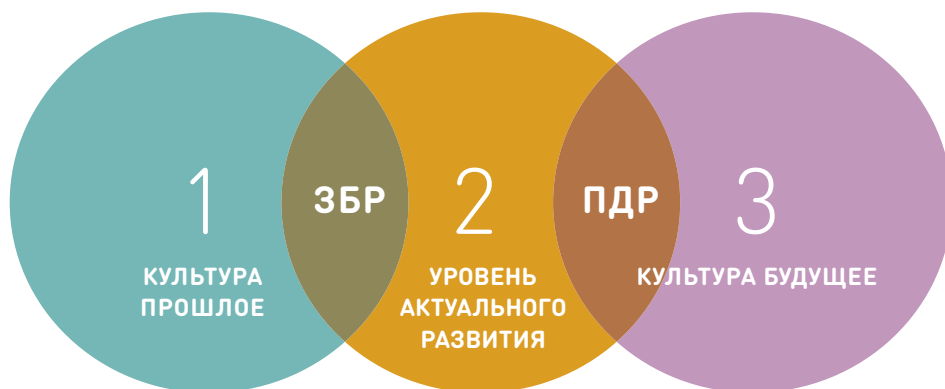 1
КУЛЬТУРА
ПРОШЛОЕ
ЗБР
2
УРОВЕНЬ
АКТУАЛЬНОГО
РАЗВИТИЯ
ПДР
3
КУЛЬТУРА БУДУЩЕЕ